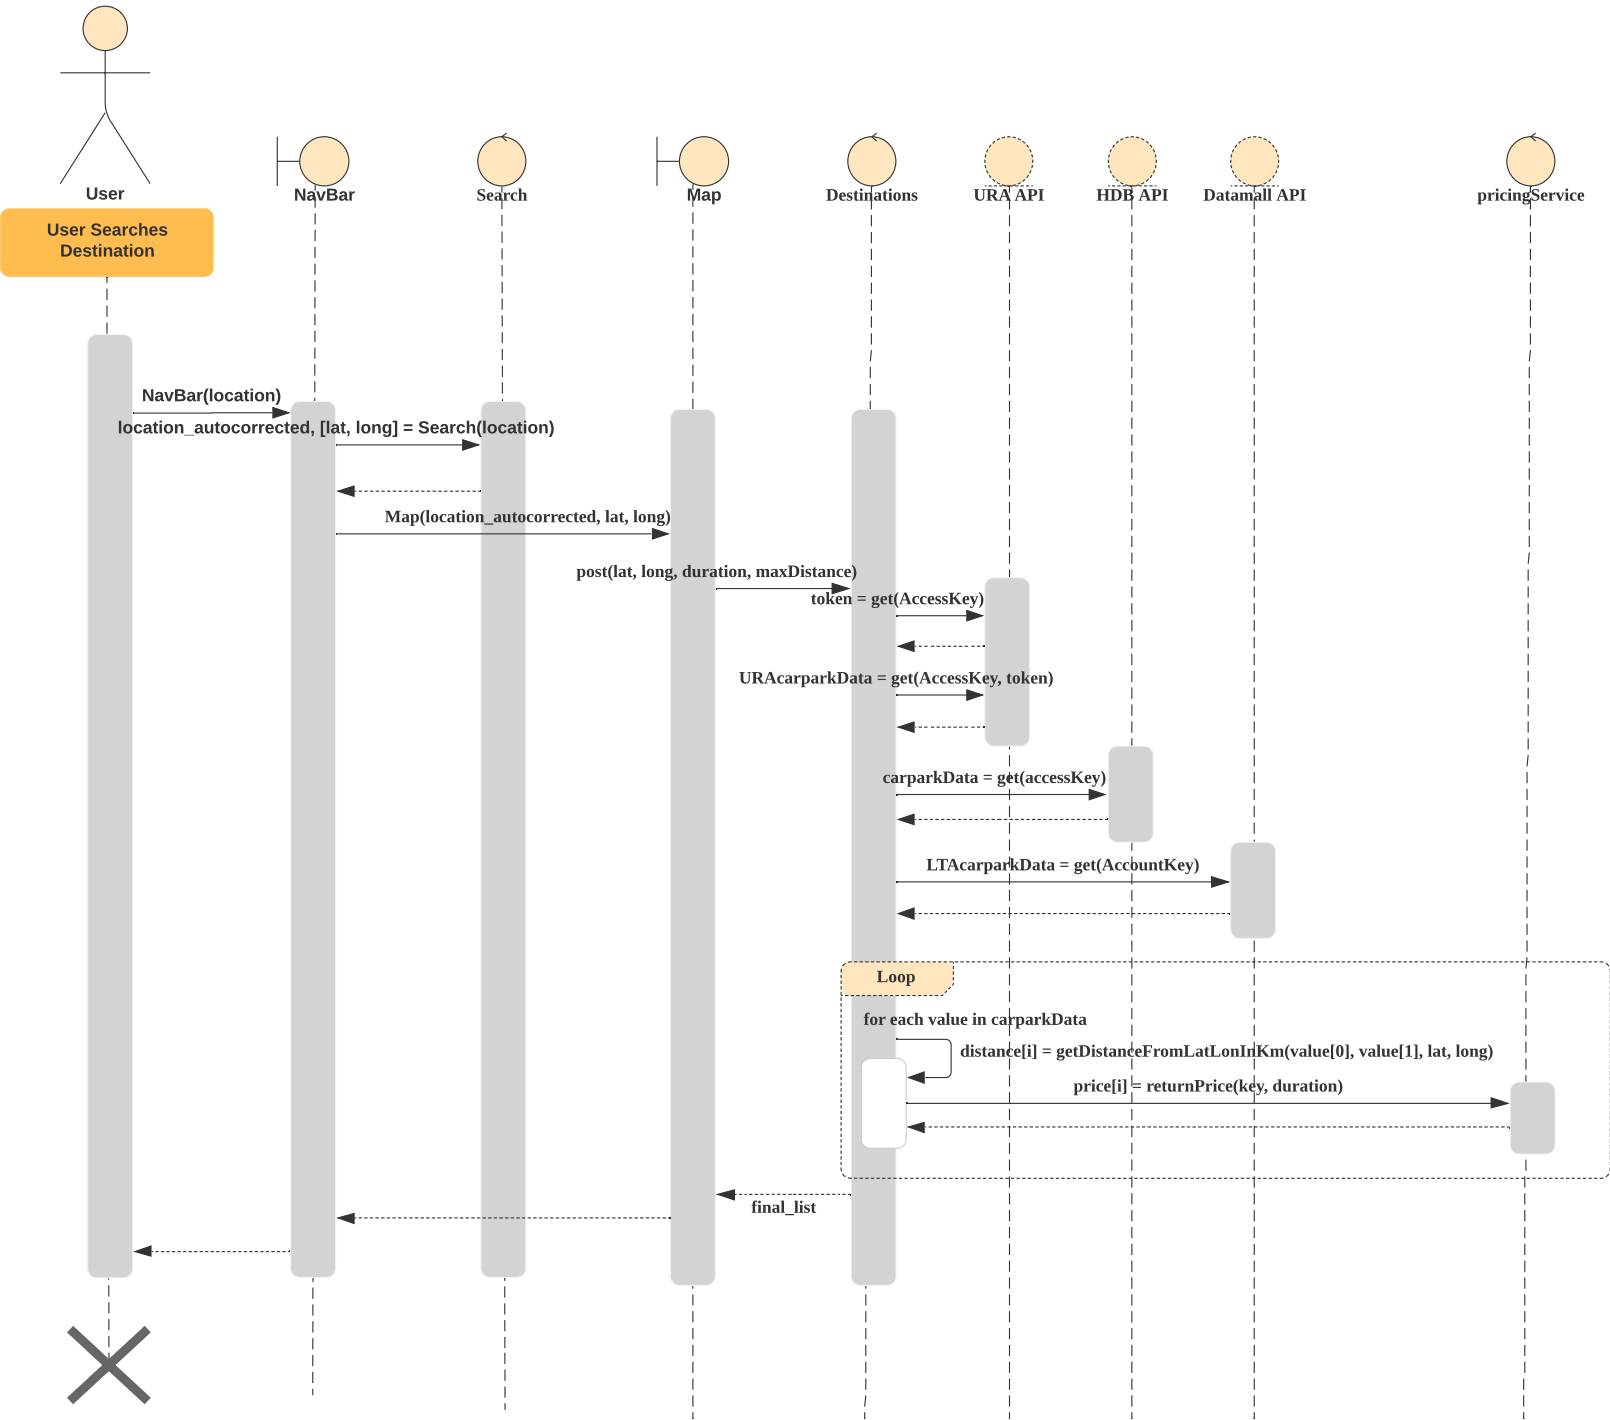 User
NavBar
Search
Map
Destinations
URA API
HDB API
Datamall API
pricingService
User Searches
Destination
NavBar(location)
location_autocorrected, [lat, long] = Search(location)
Map(location_autocorrected, lat, long)
post(lat, long, duration, maxDistance)
token = get(AccessKey)
URAcarparkData = get(AccessKey, token)
carparkData = get(accessKey)
LTAcarparkData = get(AccountKey)
Loop
for each value in carparkData
distance[i] = getDistanceFromLatLonInKm(value[0], value[1], lat, long)
price[i] = returnPrice(key, duration)
final_list